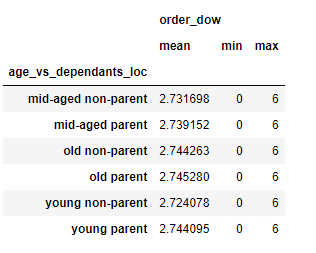 order_dow
mean min max
age_vs_dependants_loc
mid-aged non-parent 2.731698 0 6
mid-aged parent 2.739152 0 6
old non-parent 2.744263 0 6
old parent 2.745280 0 6
young non-parent 2.724078 0 6
young parent 2.744095 0 6